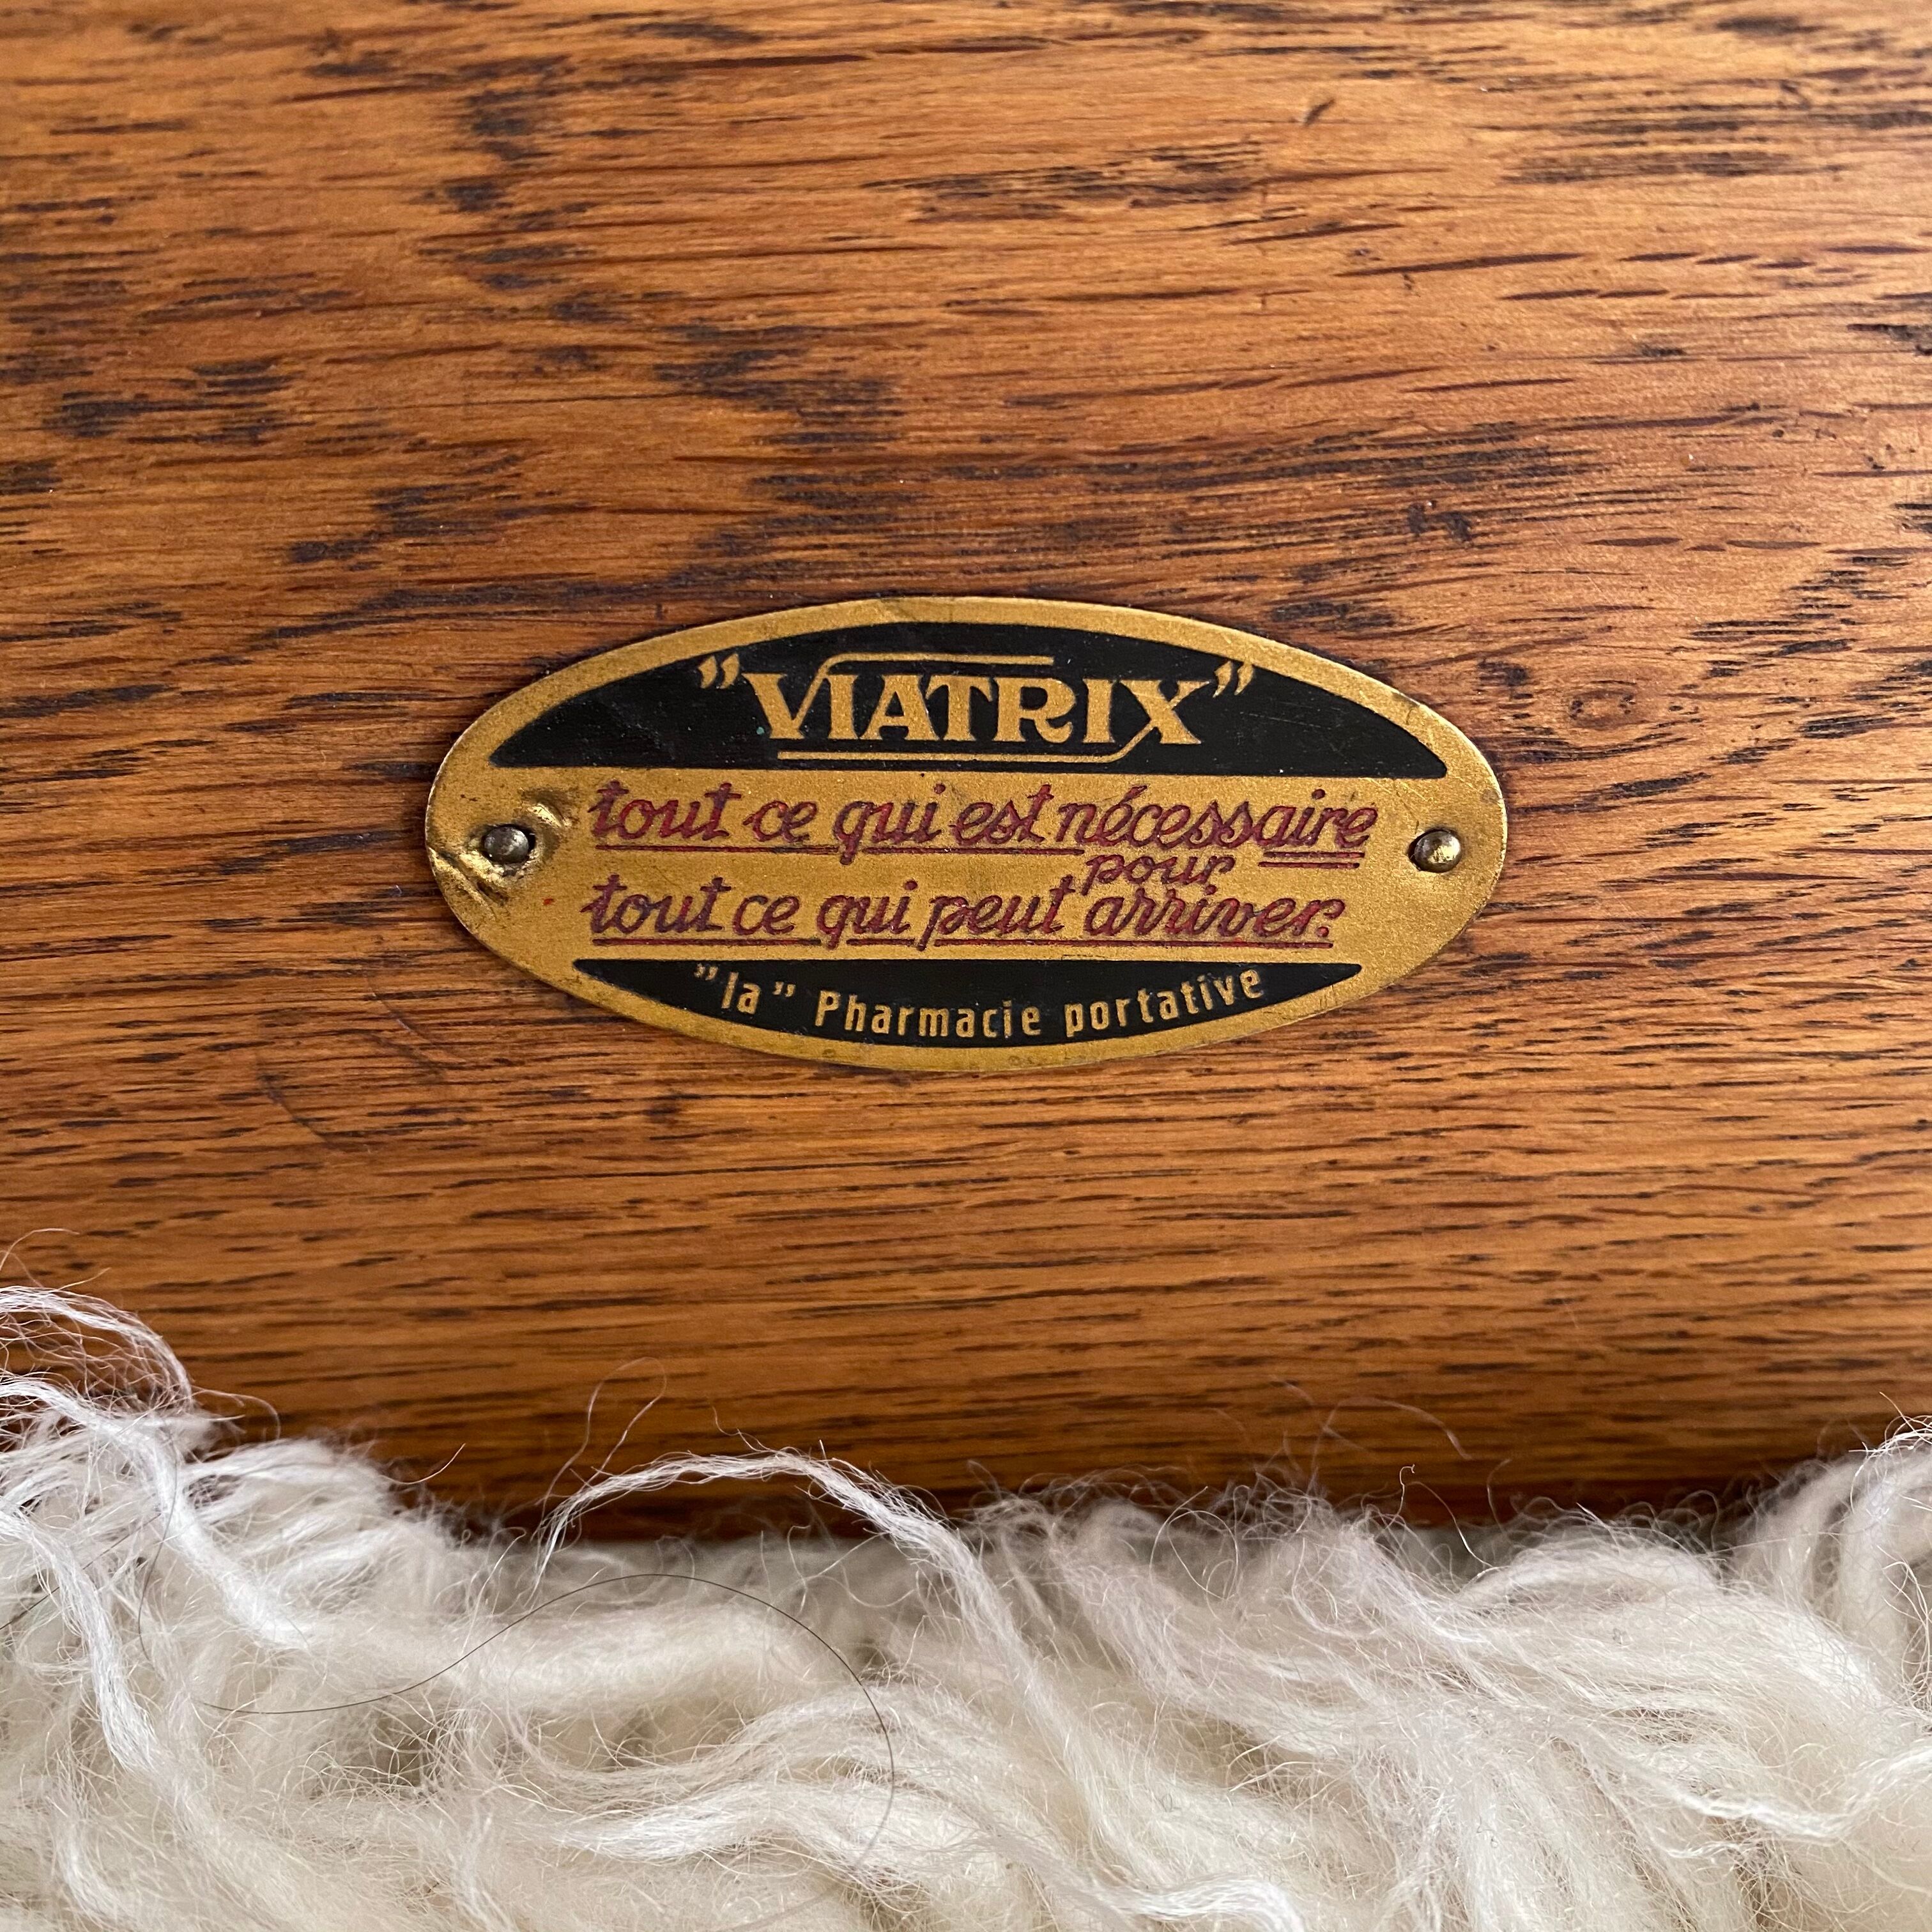 "VIATRIX"
tout ce qui est nécessaire
pour
tout ce qui peut arriver.
"la" Pharmacie portative